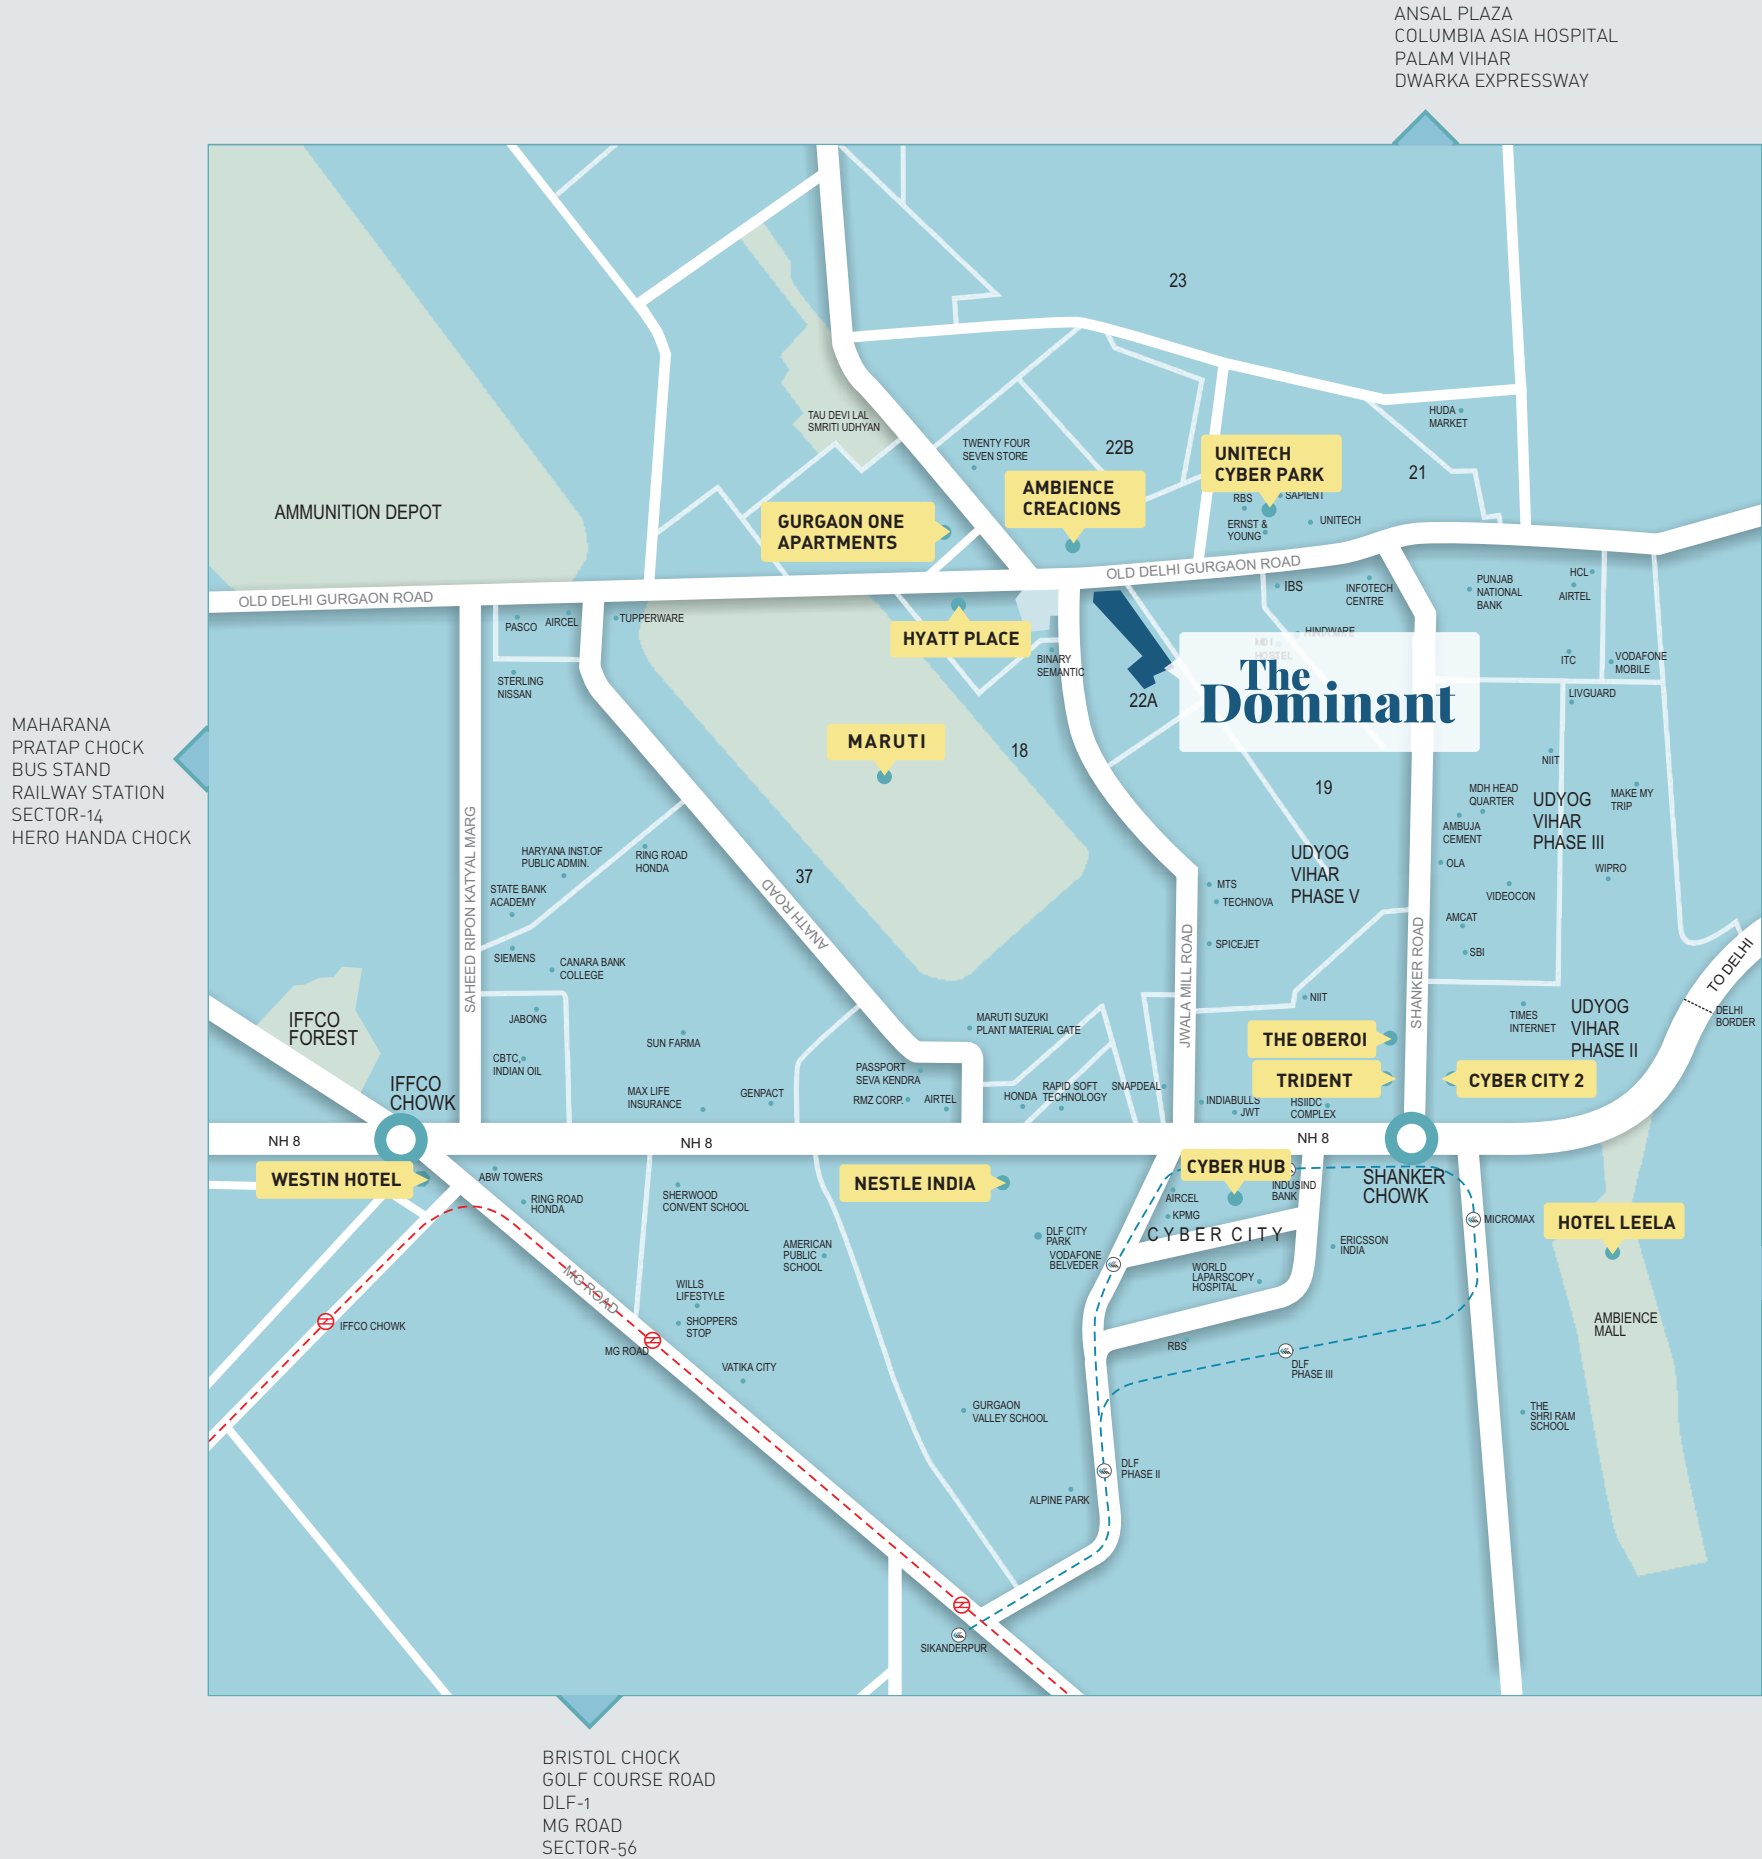 ANSAL PLAZA
COLUMBIA ASIA HOSPITAL
PALAM VIHAR
DWARKA EXPRESSWAY
23
TAU DEVI LAL
SMRITI UDHYAN
HUDA
MARKET
TWENTY FOUR
SEVEN STORE
22B
UNITECH
CYBER PARK
21
AMBIENCE
CREACIONS
RBS
SAPIENT
AMMUNITION DEPOT
GURGAON ONE
APARTMENTS
ERNST &
YOUNG
UNITECH
OLD DELHI GURGAON ROAD
OLD DELHI GURGAON ROAD
IBS
INFOTECH
CENTRE
PUNJAB
NATIONAL
BANK
HCL
AIRTEL
PASCO
AIRCEL
TUPPERWARE
HYATT PLACE
HINDWARE
MDI
HOSTEL
BINARY
SEMANTIC
ITC
VODAFONE
MOBILE
STERLING
NISSAN
22A
The
Dominant
LIVGUARD
MAHARANA
PRATAP CHOCK
BUS STAND
RAILWAY STATION
SECTOR-14
HERO HANDA CHOCK
MARUTI
18
NIIT
19
MDH HEAD
QUARTER
UDYOG
VIHAR
PHASE III
MAKE MY
TRIP
AMBUJA
CEMENT
SAHEED RIPON KATYAL MARG
HARYANA INST.OF
PUBLIC ADMIN.
RING ROAD
HONDA
37
ANATH ROAD
UDYOG
VIHAR
PHASE V
OLA
WIPRO
STATE BANK
ACADEMY
MTS
TECHNOVA
VIDEOCON
AMCAT
SPICEJET
SBI
JWALA MILL ROAD
SHANKER ROAD
SIEMENS
CANARA BANK
COLLEGE
TO DELHI
NIIT
IFFCO
FOREST
JABONG
MARUTI SUZUKI
PLANT MATERIAL GATE
TIMES
INTERNET
UDYOG
VIHAR
PHASE II
DELHI
BORDER
SUN FARMA
THE OBEROI
CBTC,
INDIAN OIL
PASSPORT
SEVA KENDRA
TRIDENT
CYBER CITY 2
IFFCO
CHOWK
MAX LIFE
INSURANCE
GENPACT
RMZ CORP.
AIRTEL
HONDA
RAPID SOFT
TECHNOLOGY
SNAPDEAL
INDIABULLS
JWT
HSIIDC
COMPLEX
NH 8
NH 8
NH 8
WESTIN HOTEL
ABW TOWERS
NESTLE INDIA
CYBER HUB
SHANKER
CHOWK
RING ROAD
HONDA
SHERWOOD
CONVENT SCHOOL
AIRCEL
INDUSIND
BANK
KPMG
MICROMAX
HOTEL LEELA
CYBER CITY
DLF CITY
PARK
VODAFONE
BELVEDER
AMERICAN
PUBLIC
SCHOOL
ERICSSON
INDIA
WORLD
LAPARSCOPY
HOSPITAL
MG ROAD
WILLS
LIFESTYLE
SHOPPERS
STOP
IFFCO CHOWK
MG ROAD
VATIKA CITY
AMBIENCE
MALL
RBS
DLF
PHASE III
GURGAON
VALLEY SCHOOL
THE
SHRI RAM
SCHOOL
DLF
PHASE II
ALPINE PARK
SIKANDERPUR
BRISTOL CHOCK
GOLF COURSE ROAD
DLF-1
MG ROAD
SECTOR-56